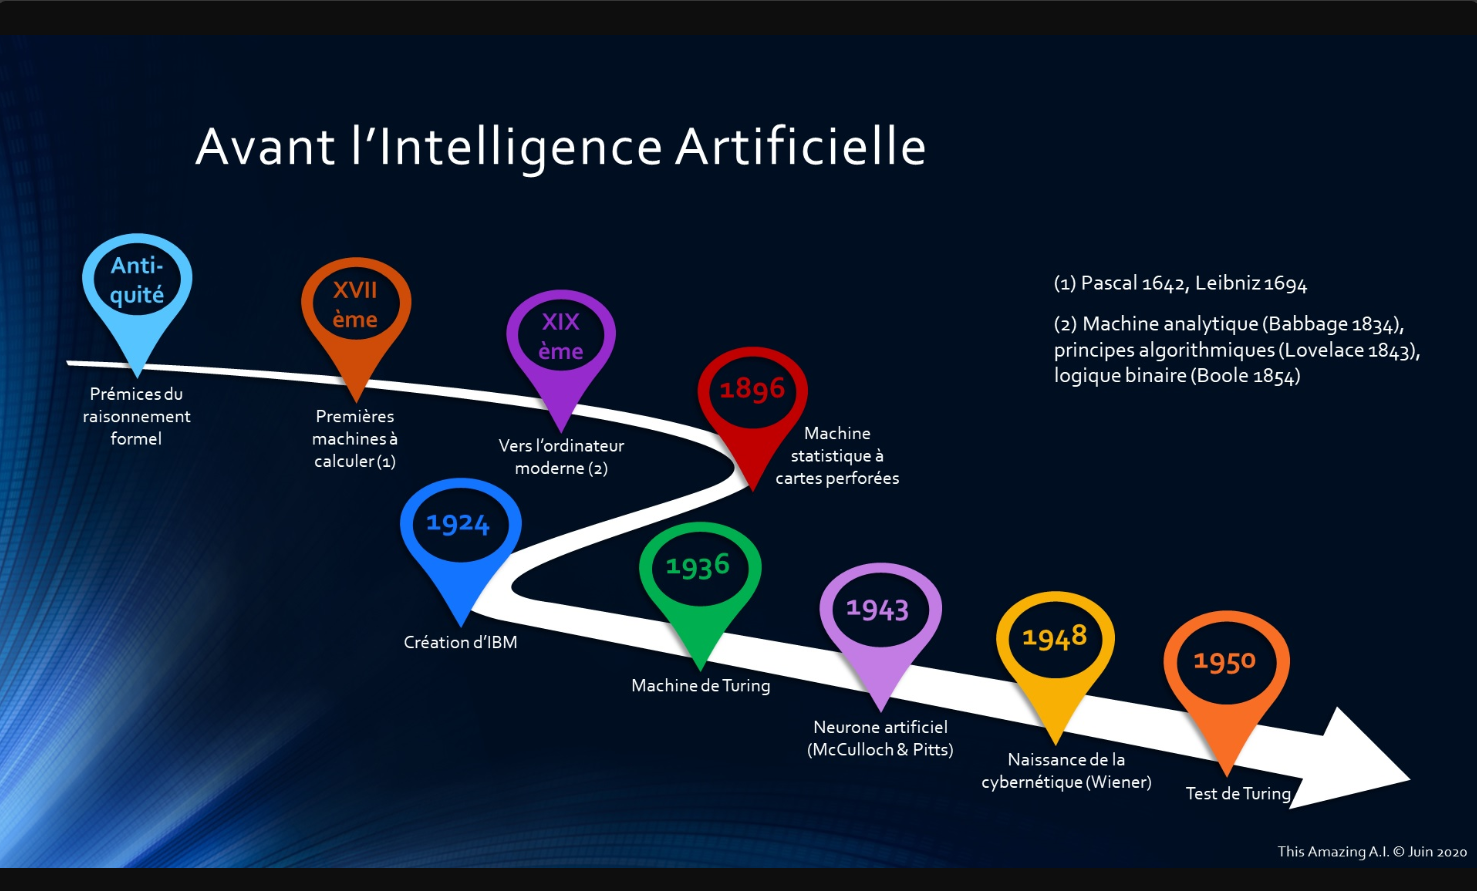 Avant l’Intelligence Artificielle
Anti-
quité
Prémices du
raisonnement
formel
XVII
ème
Premières
machines à
calculer (1)
XIX
ème
Vers l’ordinateur
moderne (2)
1896
Machine
statistique à
cartes perforées
(1) Pascal 1642, Leibniz 1694
(2) Machine analytique (Babbage 1834),
principes algorithmiques (Lovelace 1843),
logique binaire (Boole 1854)
1924
Création d’IBM
1936
Machine de Turing
1943
Neurone artificiel
(McCulloch & Pitts)
1948
Naissance de la
cybernétique (Wiener)
1950
Test de Turing
This Amazing A.I. © Juin 2020